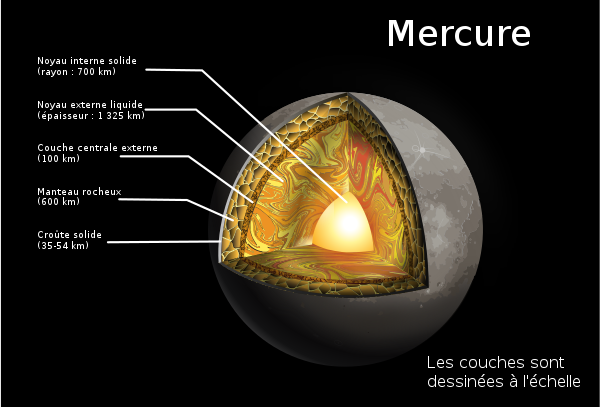 Mercure
Noyau interne solide
(rayon : 700 km)
Noyau externe liquide
(épaisseur : 1 325 km)
Couche centrale externe
(100 km)
Manteau rocheux
(600 km)
Croûte solide
(35-54 km)
Les couches sont
dessinées à l'échelle